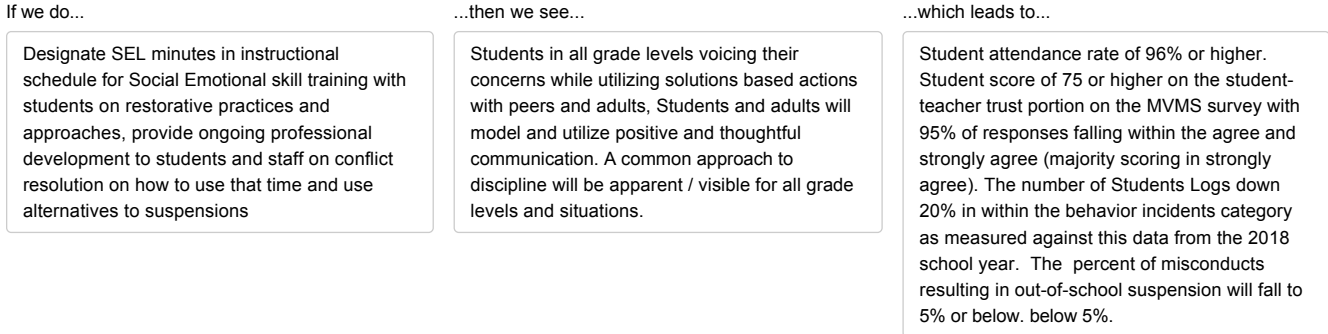 If we do...
Designate SEL minutes in instructional
schedule for Social Emotional skill training with
students on restorative practices and
approaches, provide ongoing professional
development to students and staff on conflict
resolution on how to use that time and use
alternatives to suspensions
...then we see...
Students in all grade levels voicing their
concerns while utilizing solutions based actions
with peers and adults, Students and adults will
model and utilize positive and thoughtful
communication. A common approach to
discipline will be apparent / visible for all grade
levels and situations.
...which leads to...
Student attendance rate of 96% or higher.
Student score of 75 or higher on the student-
teacher trust portion on the MVMS survey with
95% of responses falling within the agree and
strongly agree (majority scoring in strongly
agree). The number of Students Logs down
20% in within the behavior incidents category
as measured against this data from the 2018
school year.  The  percent of misconducts
resulting in out-of-school suspension will fall to
5% or below. below 5%.